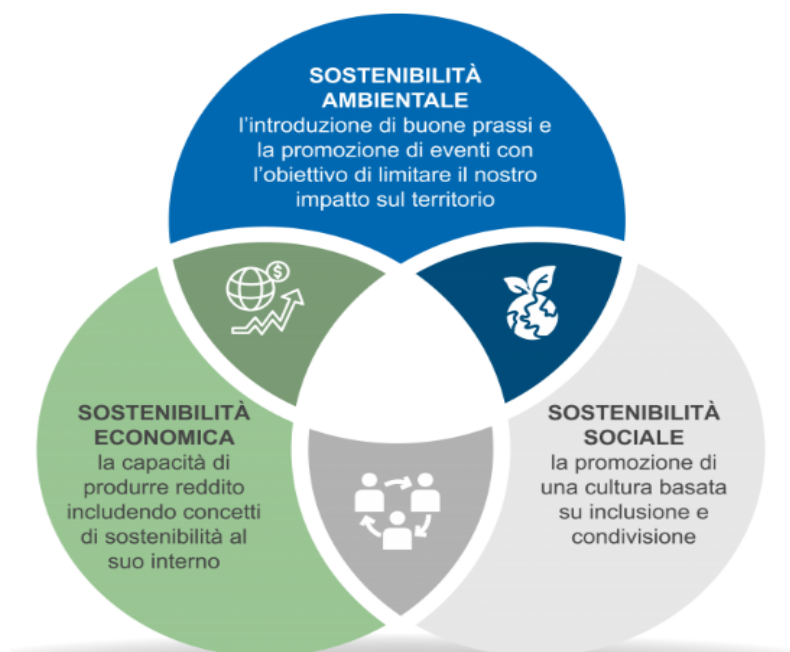 SOSTENIBILITÀ
AMBIENTALE
l'introduzione di buone prassi e
la promozione di eventi con
l'obiettivo di limitare il nostro
impatto sul territorio
$
SOSTENIBILITÀ
ECONOMICA
la capacità di
produrre reddito
includendo concetti
di sostenibilità al
suo interno
SOSTENIBILITÀ
SOCIALE
la promozione di
una cultura basata
su inclusione e
condivisione